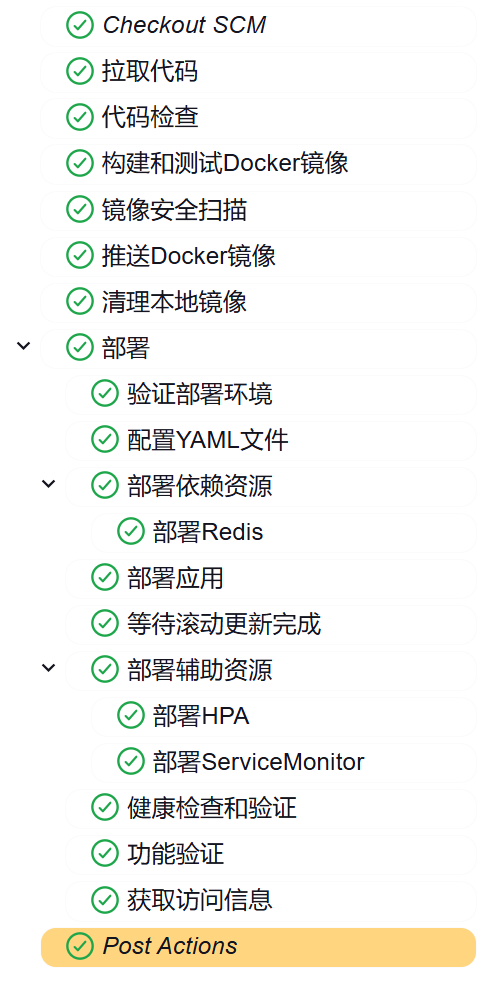 Checkout SCM
拉取代码
代码检查
构建和测试Docker镜像
镜像安全扫描
推送Docker镜像
清理本地镜像
部署
验证部署环境
配置YAML文件
部署依赖资源
部署Redis
部署应用
等待滚动更新完成
部署辅助资源
部署HPA
部署ServiceMonitor
健康检查和验证
功能验证
获取访问信息
Post Actions